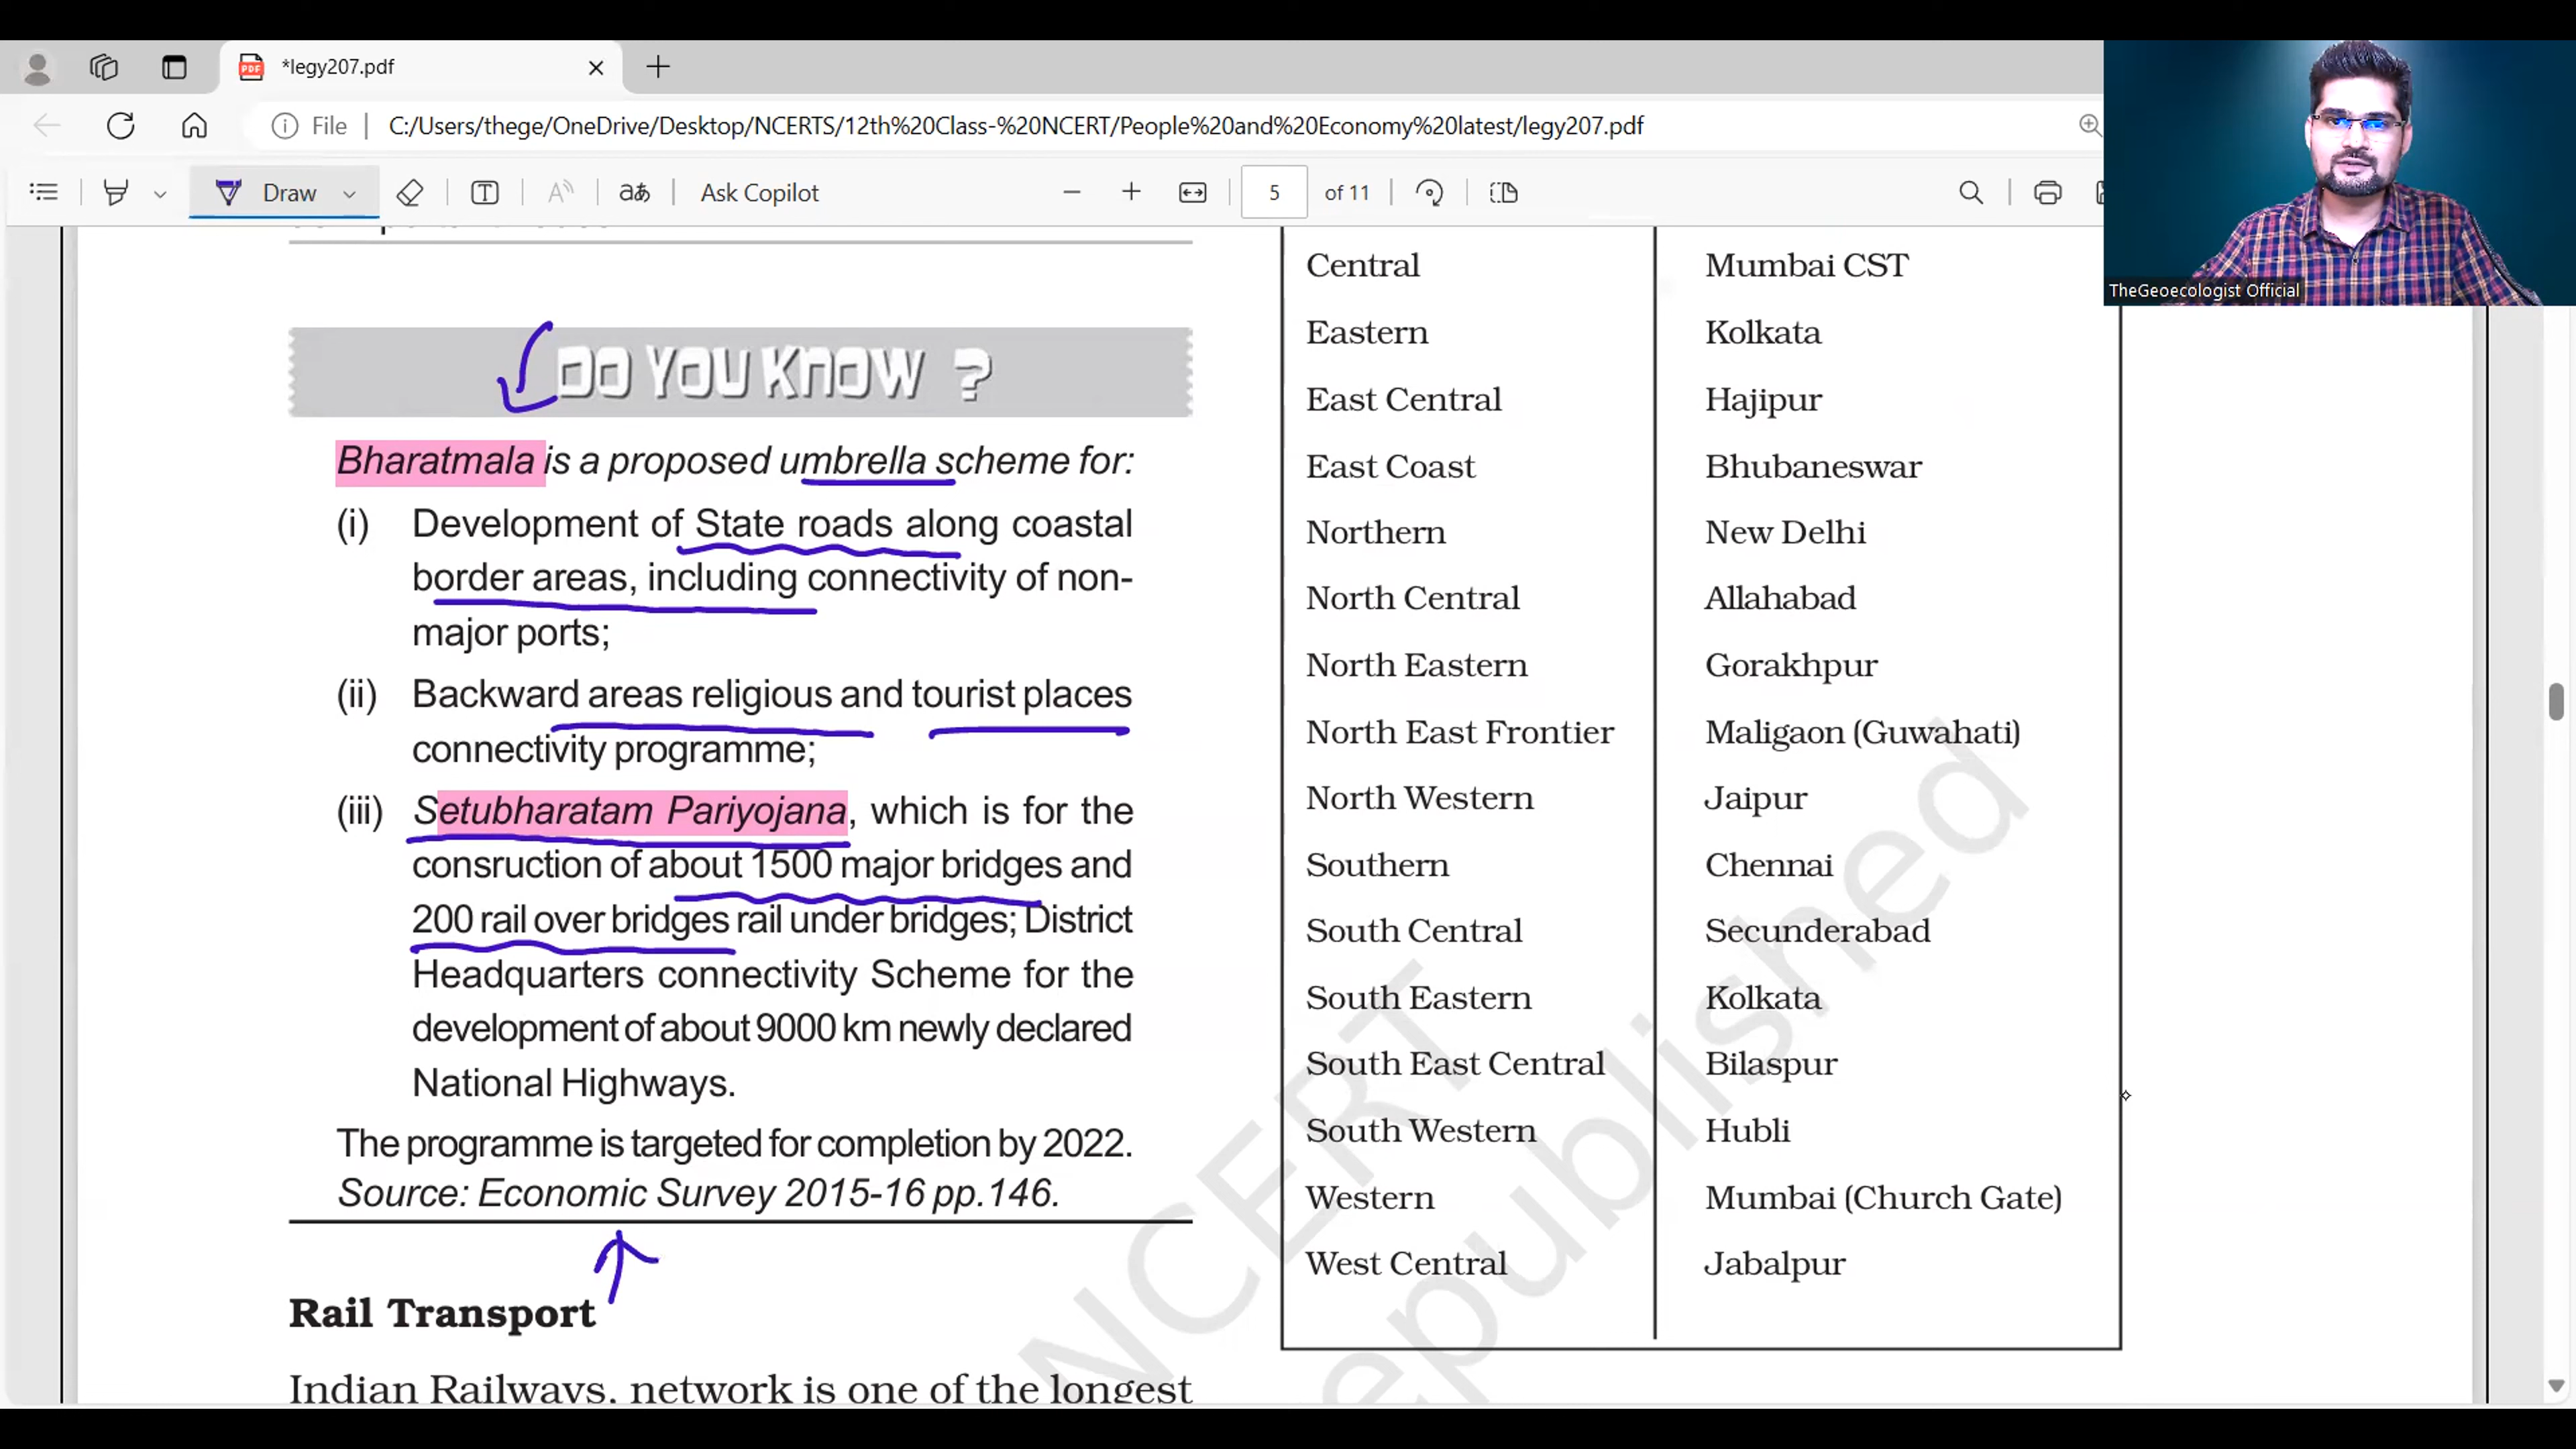 *legy207.pdf
File
C:/Users/thege/OneDrive/Desktop/NCERTS/12th%20Class-%20NCERT/People%20and%20Economy%20latest/legy207.pdf
Draw
Ask Copilot
5 of 11
TheGeoecologist Official
DO YOU KNOW ?
Bharatmala is a proposed umbrella scheme for:
(i) Development of State roads along coastal
border areas, including connectivity of non-
major ports;
(ii) Backward areas religious and tourist places
connectivity programme;
(iii) Setubharatam Pariyojana, which is for the
consruction of about 1500 major bridges and
200 rail over bridges rail under bridges; District
Headquarters connectivity Scheme for the
development of about 9000 km newly declared
National Highways.
The programme is targeted for completion by 2022.
Source: Economic Survey 2015-16 pp.146.
Rail Transport
Indian Railways, network is one of the longest
Central Mumbai CST
Eastern Kolkata
East Central Hajipur
East Coast Bhubaneswar
Northern New Delhi
North Central Allahabad
North Eastern Gorakhpur
North East Frontier Maligaon (Guwahati)
North Western Jaipur
Southern Chennai
South Central Secunderabad
South Eastern Kolkata
South East Central Bilaspur
South Western Hubli
Western Mumbai (Church Gate)
West Central Jabalpur
NCERT
epublished